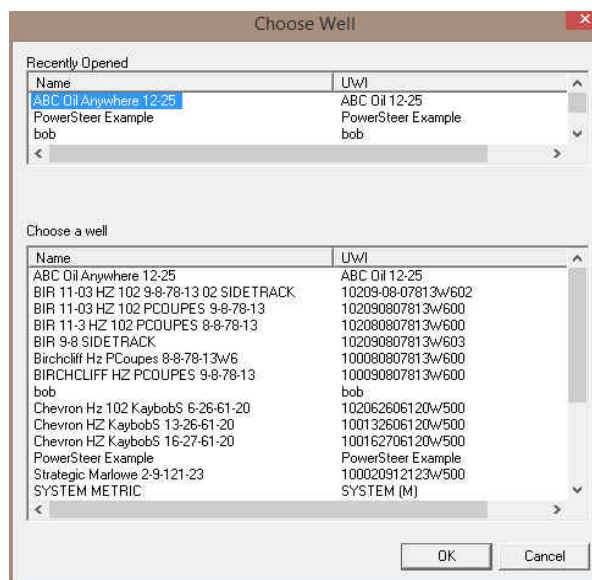 Choose Well
Recently Opened
Name UWI
ABC Oil Anywhere 12-25 ABC Oil 12-25
PowerSteer Example PowerSteer Example
bob bob
Choose a well
Name UWI
ABC Oil Anywhere 12-25 ABC Oil 12-25
BIR 11-03 HZ 102 9-8-78-13 02 SIDETRACK 10209-08-07813W602
BIR 11-03 HZ 102 PCOUPES 9-8-78-13 102090807813W600
BIR 11-3 HZ 102 PCOUPES 8-8-78-13 102080807813W600
BIR 9-8 SIDETRACK 102090807813W603
Birchcliff Hz PCoupes 8-8-78-13W6 100080807813W600
BIRCHCLIFF HZ PCOUPES 9-8-78-13 100090807813W600
bob bob
Chevron Hz 102 KaybobS 6-26-61-20 102062606120W500
Chevron HZ KaybobS 13-26-61-20 100132606120W500
Chevron HZ KaybobS 16-27-61-20 100162706120W500
PowerSteer Example PowerSteer Example
Strategic Marlowe 2-9-121-23 100020912123W500
SYSTEM METRIC SYSTEM (M)
OK Cancel